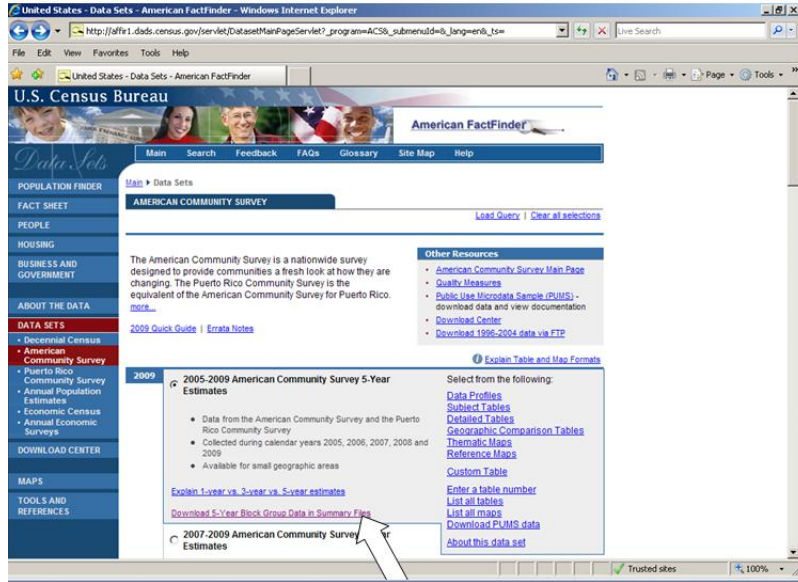 United States - Data Sets - American FactFinder - Windows Internet Explorer
http://affir1.dads.census.gov/servlet/DatasetMainPageServlet?_program=ACS&_submenuId=&_lang=en&_ts=
Live Search
File Edit View Favorites Tools Help
United States - Data Sets - American FactFinder
Page Tools
U.S. Census Bureau
American FactFinder
Data Sets
Main Search Feedback FAQs Glossary Site Map Help
POPULATION FINDER
FACT SHEET
PEOPLE
HOUSING
BUSINESS AND
GOVERNMENT
ABOUT THE DATA
DATA SETS
• Decennial Census
• American
Community Survey
• Puerto Rico
Community Survey
• Annual Population
Estimates
• Economic Census
• Annual Economic
Surveys
DOWNLOAD CENTER
MAPS
TOOLS AND
REFERENCES
Main ▸ Data Sets
AMERICAN COMMUNITY SURVEY
Load Query | Clear all selections
The American Community Survey is a nationwide survey
designed to provide communities a fresh look at how they are
changing. The Puerto Rico Community Survey is the
equivalent of the American Community Survey for Puerto Rico.
more...
2009 Quick Guide | Errata Notes
Other Resources
• American Community Survey Main Page
• Quality Measures
• Public Use Microdata Sample (PUMS) -
download data and view documentation
• Download Center
• Download 1996-2004 data via FTP
Explain Table and Map Formats
2009
2005-2009 American Community Survey 5-Year
Estimates
• Data from the American Community Survey and the Puerto
Rico Community Survey
• Collected during calendar years 2005, 2006, 2007, 2008 and
2009
• Available for small geographic areas
Explain 1-year vs. 3-year vs. 5-year estimates
Download 5-Year Block Group Data in Summary Files
2007-2009 American Community Survey
Estimates
Select from the following:
Data Profiles
Subject Tables
Detailed Tables
Geographic Comparison Tables
Thematic Maps
Reference Maps
Custom Table
Enter a table number
List all tables
List all maps
Download PUMS data
About this data set
Trusted sites
100%